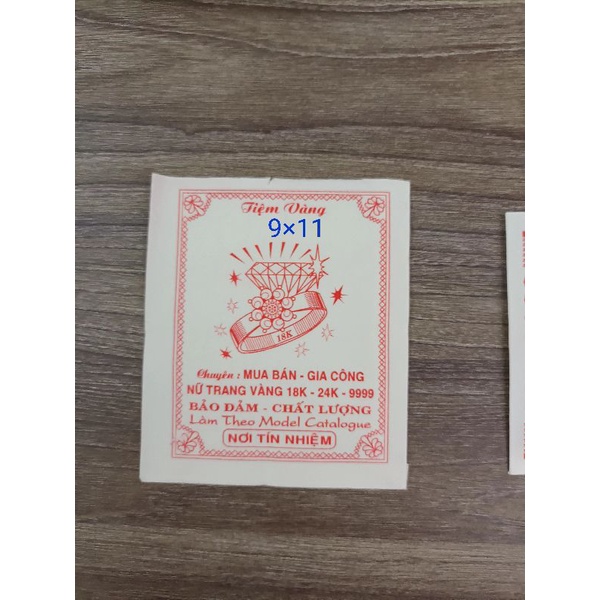 Tiệm Vàng
9×11
18K
Chuyên : MUA BÁN - GIA CÔNG
NỮ TRANG VÀNG 18K - 24K - 9999
BẢO DẢM - CHẤT LƯỢNG
Làm Theo Model Catalogue
NƠI TÍN NHIỆM